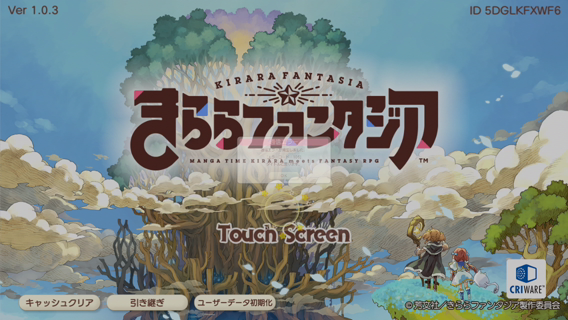 Ver 1.0.3
ID 5DGLKFXWF6
KIRARA FANTASIA
きららファンタジア
MANGA TIME KIRARA meets FANTASY RPG
TM
Touch Screen
キャッシュクリア
引き継ぎ
ユーザーデータ初期化
CRIWARE™
©芳文社／きららファンタジア製作委員会